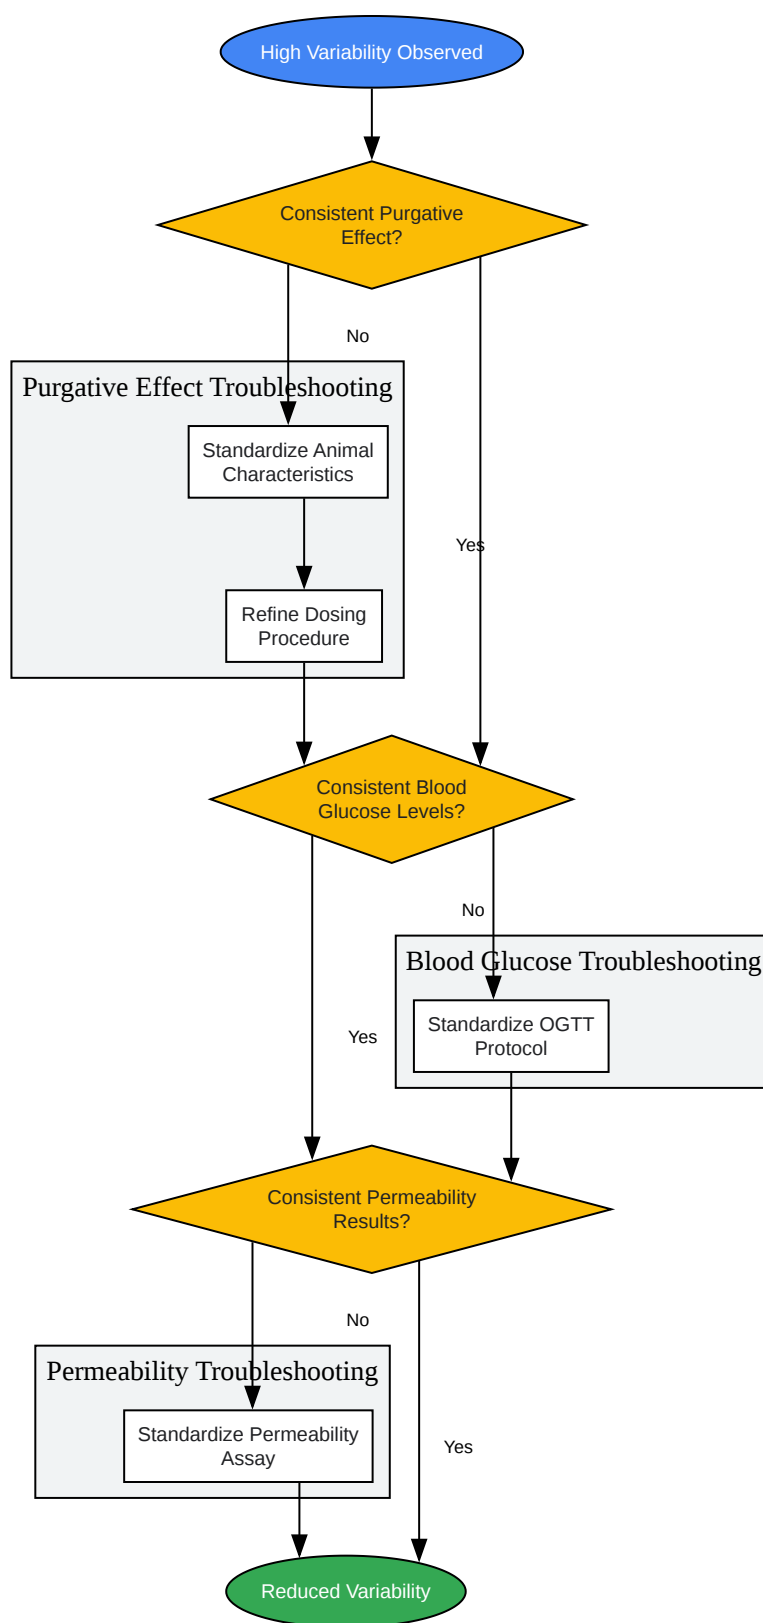 High Variability Observed
Consistent Purgative
Effect?
No
Purgative Effect Troubleshooting
Standardize Animal
Characteristics
Yes
Refine Dosing
Procedure
Consistent Blood
Glucose Levels?
No
Blood Glucose Troubleshooting
Standardize OGTT
Protocol
Yes
Consistent Permeability
Results?
No
Permeability Troubleshooting
Standardize Permeability
Assay
Yes
Reduced Variability